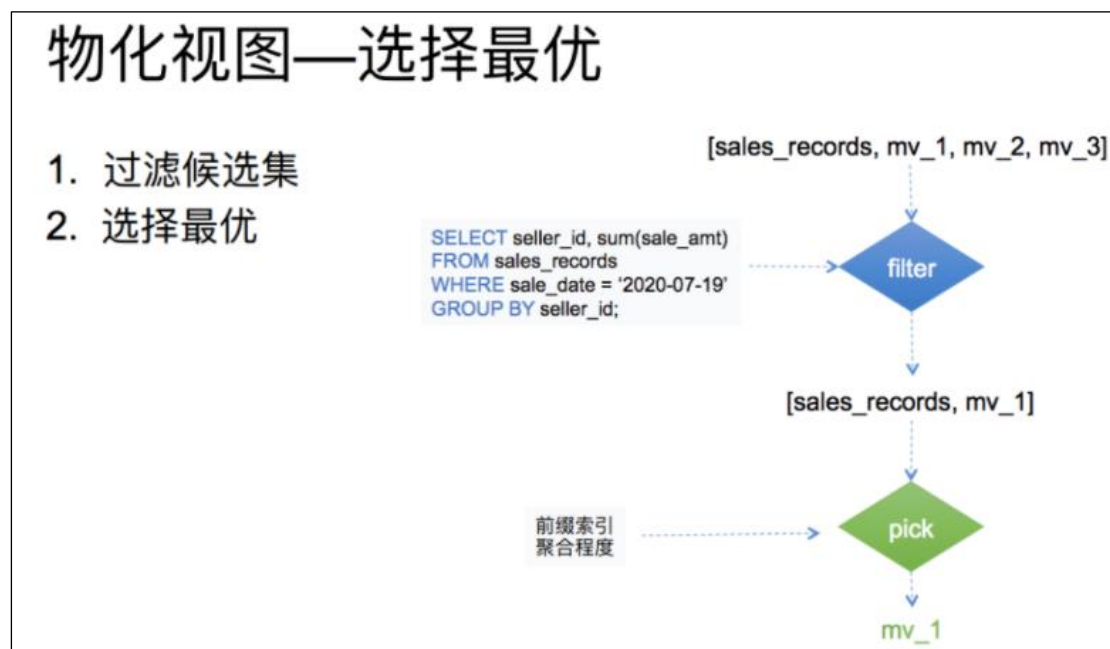 物化视图—选择最优
1. 过滤候选集
2. 选择最优
[sales_records, mv_1, mv_2, mv_3]
SELECT seller_id, sum(sale_amt)
FROM sales_records
WHERE sale_date = ‘2020-07-19’
GROUP BY seller_id;
filter
[sales_records, mv_1]
前缀索引
聚合程度
pick
mv_1